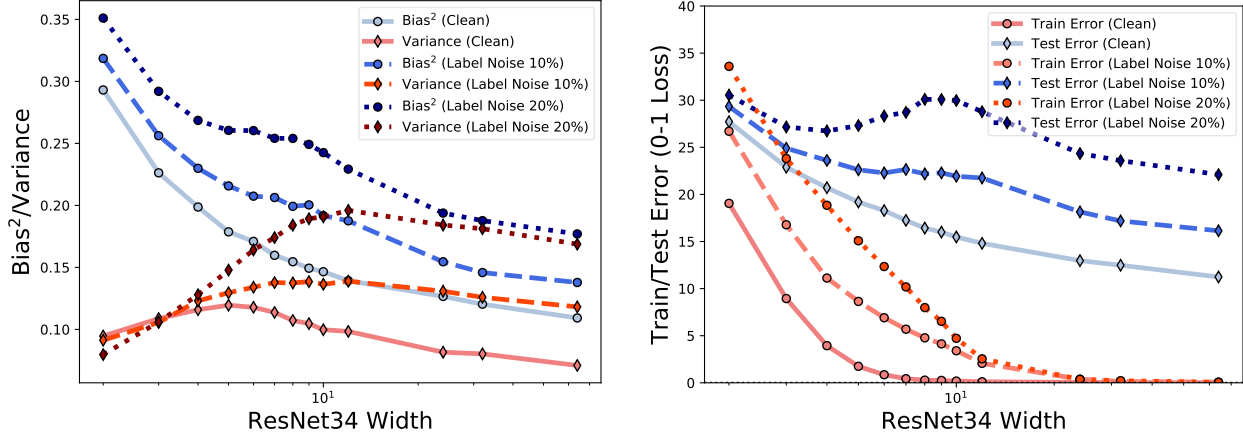 0.35
0.30
0.25
0.20
0.15
0.10
Bias²/Variance
10¹
ResNet34 Width
Bias² (Clean)
Variance (Clean)
Bias² (Label Noise 10%)
Variance (Label Noise 10%)
Bias² (Label Noise 20%)
Variance (Label Noise 20%)
40
35
30
25
20
15
10
5
0
Train/Test Error (0-1 Loss)
10¹
ResNet34 Width
Train Error (Clean)
Test Error (Clean)
Train Error (Label Noise 10%)
Test Error (Label Noise 10%)
Train Error (Label Noise 20%)
Test Error (Label Noise 20%)